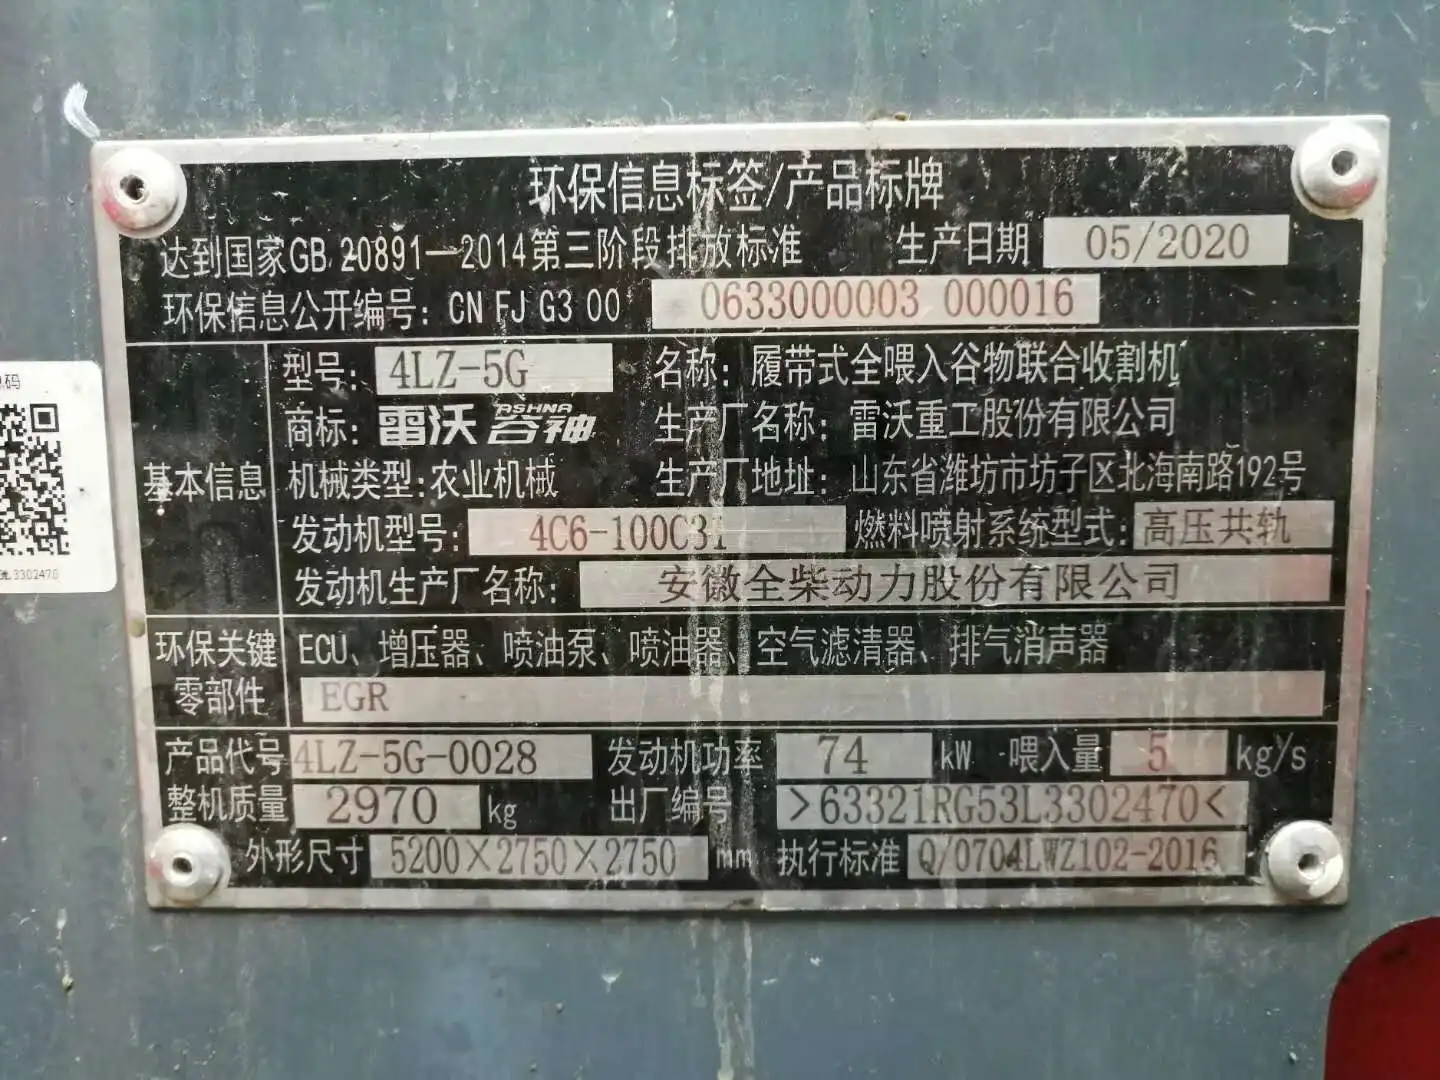 环保信息标签/产品标牌
达到国家GB 20891—2014第三阶段排放标准 生产日期 05/2020
环保信息公开编号: CN FJ G3 00 0633000003 000016
基本信息
型号: 4LZ-5G 名称: 履带式全喂入谷物联合收割机
商标: 雷沃 谷神 ASHNA 生产厂名称: 雷沃重工股份有限公司
机械类型:农业机械 生产厂地址: 山东省潍坊市坊子区北海南路192号
发动机型号: 4C6-100C31 燃料喷射系统型式: 高压共轨
发动机生产厂名称: 安徽全柴动力股份有限公司
环保关键零部件 ECU、增压器、喷油泵、喷油器、空气滤清器、排气消声器
EGR
产品代号 4LZ-5G-0028 发动机功率 74 kW 喂入量 5 kg/s
整机质量 2970 kg 出厂编号 >63321RG53L3302470<
外形尺寸 5200×2750×2750 mm 执行标准 Q/0704LWZ102-2016
码
3302470